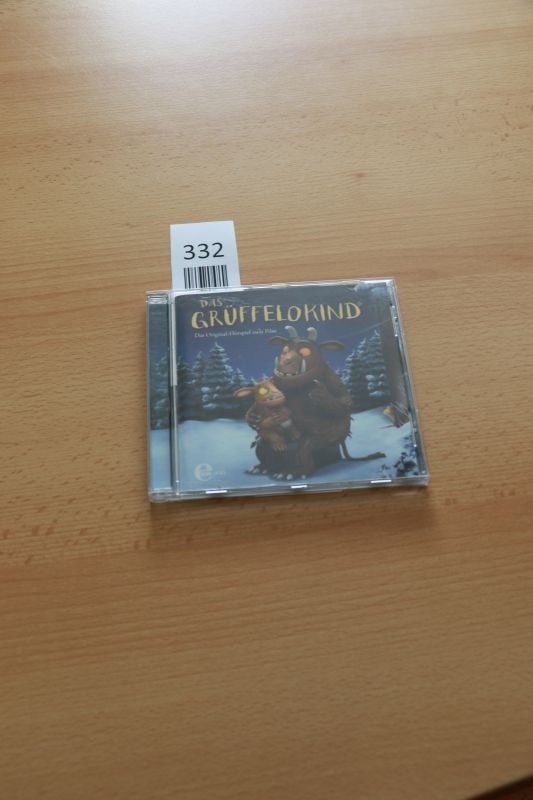 332
DAS
GRÜFFELOKIND
Das Original-Hörspiel zum Film
e